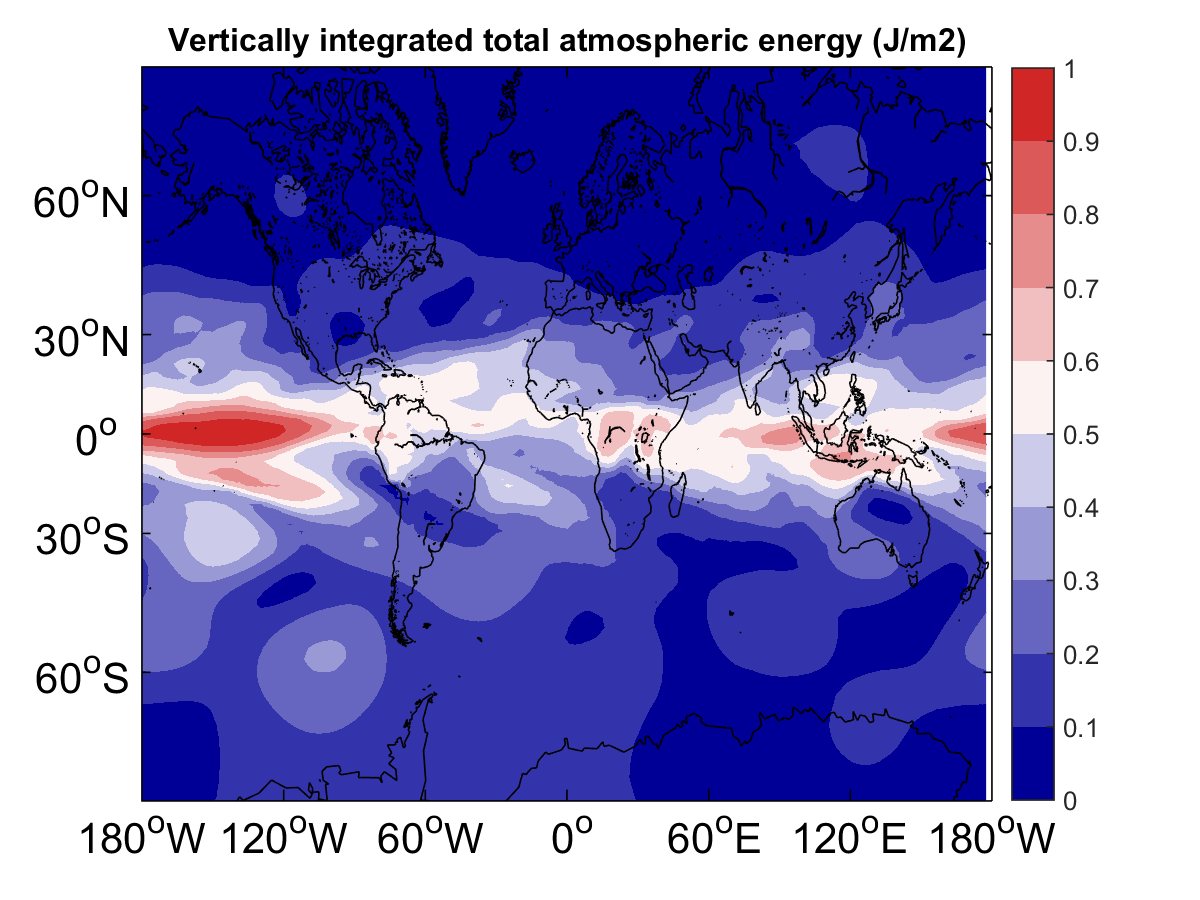 Vertically integrated total atmospheric energy (J/m2)
60°N
30°N
0°
30°S
60°S
180°W 120°W 60°W 0° 60°E 120°E 180°W
1
0.9
0.8
0.7
0.6
0.5
0.4
0.3
0.2
0.1
0